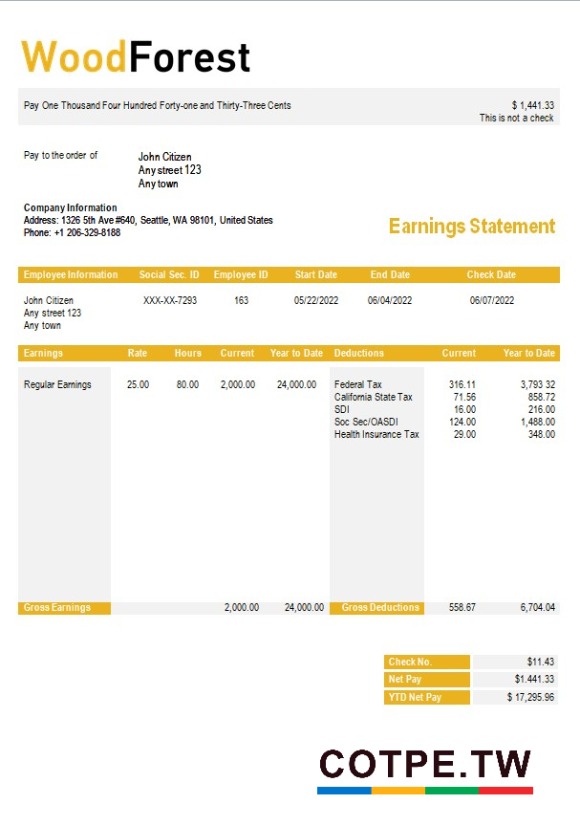 WoodForest
Pay One Thousand Four Hundred Forty-one and Thirty-Three Cents $ 1,441.33
This is not a check
Pay to the order of John Citizen
Any street 123
Any town
Company Information
Address: 1326 5th Ave #640, Seattle, WA 98101, United States
Phone: +1 206-329-8188
Earnings Statement
Employee Information Social Sec. ID Employee ID Start Date End Date Check Date
John Citizen XXX-XX-7293 163 05/22/2022 06/04/2022 06/07/2022
Any street 123
Any town
Earnings Rate Hours Current Year to Date Deductions Current Year to Date
Regular Earnings 25.00 80.00 2,000.00 24,000.00 Federal Tax 316.11 3,793 32
California State Tax 71.56 858.72
SDI 16.00 216.00
Soc Sec/OASDI 124.00 1,488.00
Health Insurance Tax 29.00 348.00
Gross Earnings 2,000.00 24,000.00 Gross Deductions 558.67 6,704.04
Check No. $11.43
Net Pay $1.441.33
YTD Net Pay $ 17,295.96
COTPE.TW